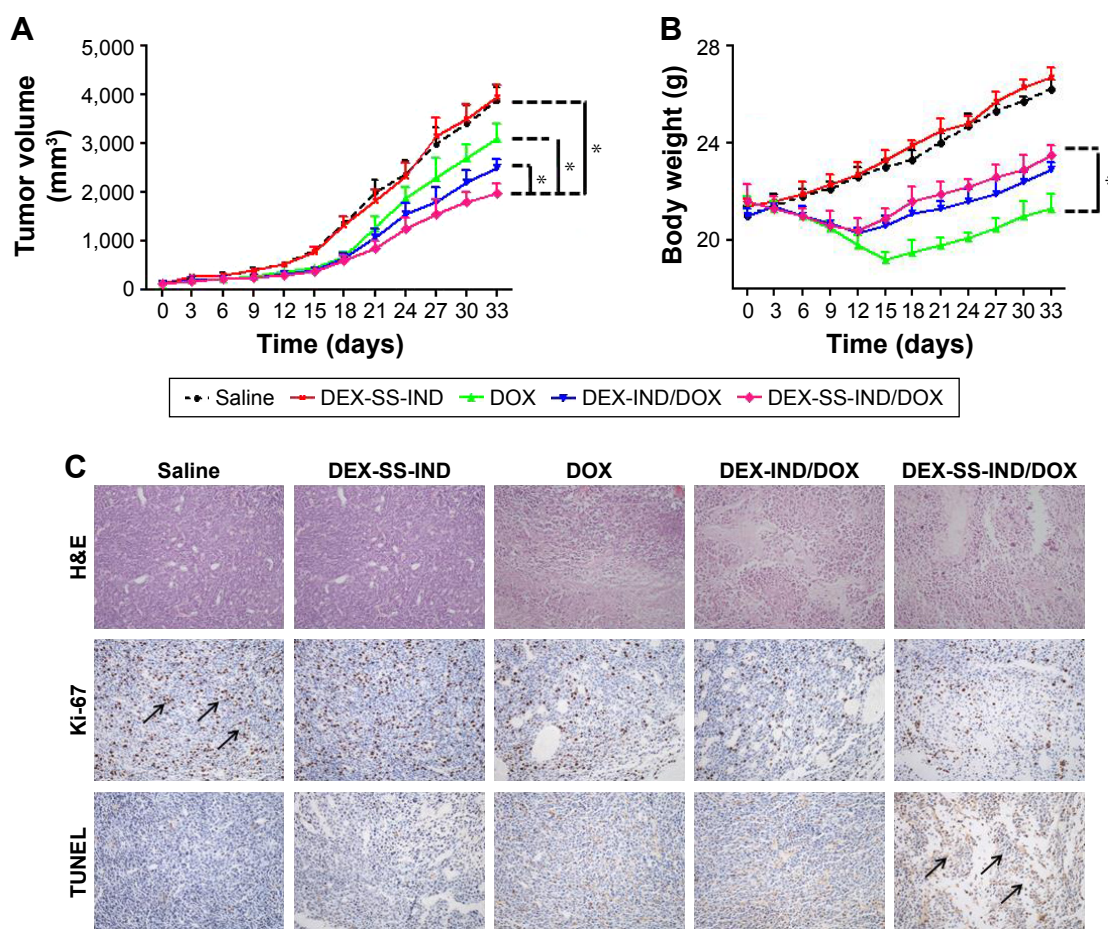 A
Tumor volume
(mm³)
5,000
4,000
3,000
2,000
1,000
0
0 3 6 9 12 15 18 21 24 27 30 33
Time (days)
*
*
*
B
Body weight (g)
28
24
20
0 3 6 9 12 15 18 21 24 27 30 33
Time (days)
*
Saline DEX-SS-IND DOX DEX-IND/DOX DEX-SS-IND/DOX
C
Saline DEX-SS-IND DOX DEX-IND/DOX DEX-SS-IND/DOX
H&E
Ki-67
TUNEL